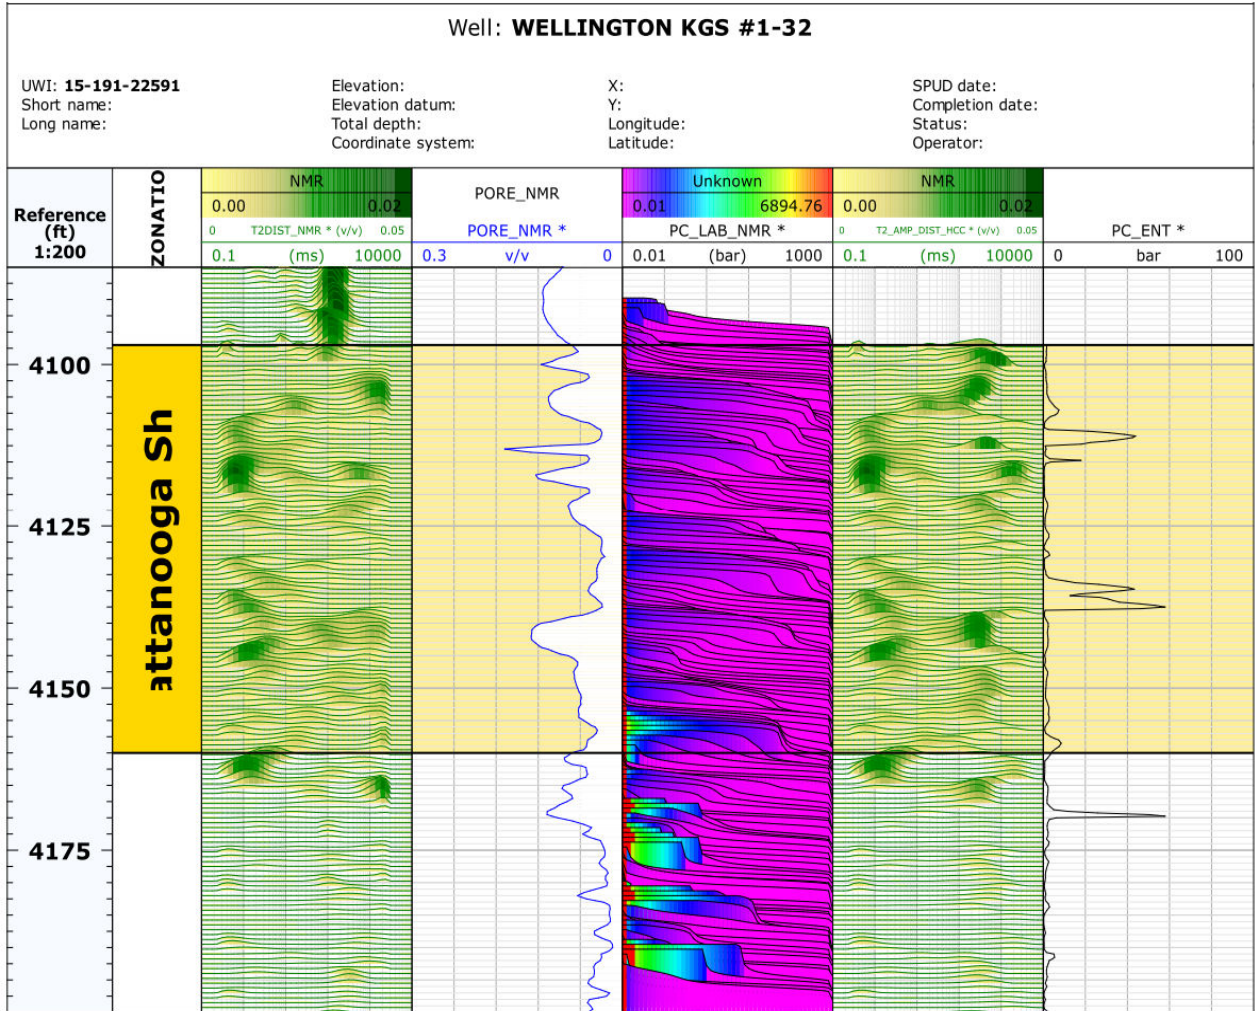 Well: WELLINGTON KGS #1-32
UWI: 15-191-22591
Short name:
Long name:
Elevation:
Elevation datum:
Total depth:
Coordinate system:
X:
Y:
Longitude:
Latitude:
SPUD date:
Completion date:
Status:
Operator:
Reference
(ft)
1:200
ZONATIO
NMR
0.00 0.02
0 T2DIST_NMR * (v/v) 0.05
0.1 (ms) 10000
PORE_NMR
PORE_NMR *
0.3 v/v 0
Unknown
0.01 6894.76
PC_LAB_NMR *
0.01 (bar) 1000
NMR
0.00 0.02
0 T2_AMP_DIST_HCC * (v/v) 0.05
0.1 (ms) 10000
PC_ENT *
0 bar 100
4100
4125
4150
4175
attanooga Sh